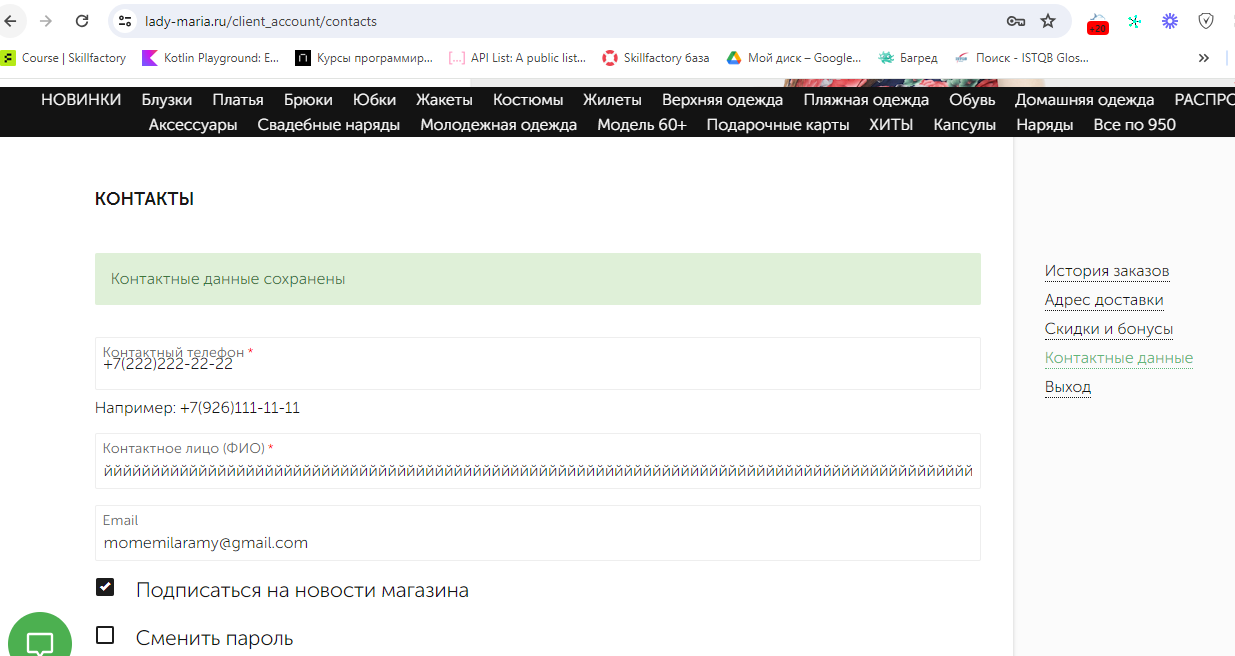 lady-maria.ru/client_account/contacts
+20
Course | Skillfactory Kotlin Playground: E... Курсы программир... API List: A public list... Skillfactory база Мой диск – Google... Багред Поиск - ISTQB Glos... »
НОВИНКИ Блузки Платья Брюки Юбки Жакеты Костюмы Жилеты Верхняя одежда Пляжная одежда Обувь Домашняя одежда РАСПРО
Аксессуары Свадебные наряды Молодежная одежда Модель 60+ Подарочные карты ХИТЫ Капсулы Наряды Все по 950
КОНТАКТЫ
Контактные данные сохранены
Контактный телефон *
+7(222)222-22-22
Например: +7(926)111-11-11
Контактное лицо (ФИО) *
Email
momemilaramy@gmail.com
Подписаться на новости магазина
Сменить пароль
История заказов
Адрес доставки
Скидки и бонусы
Контактные данные
Выход